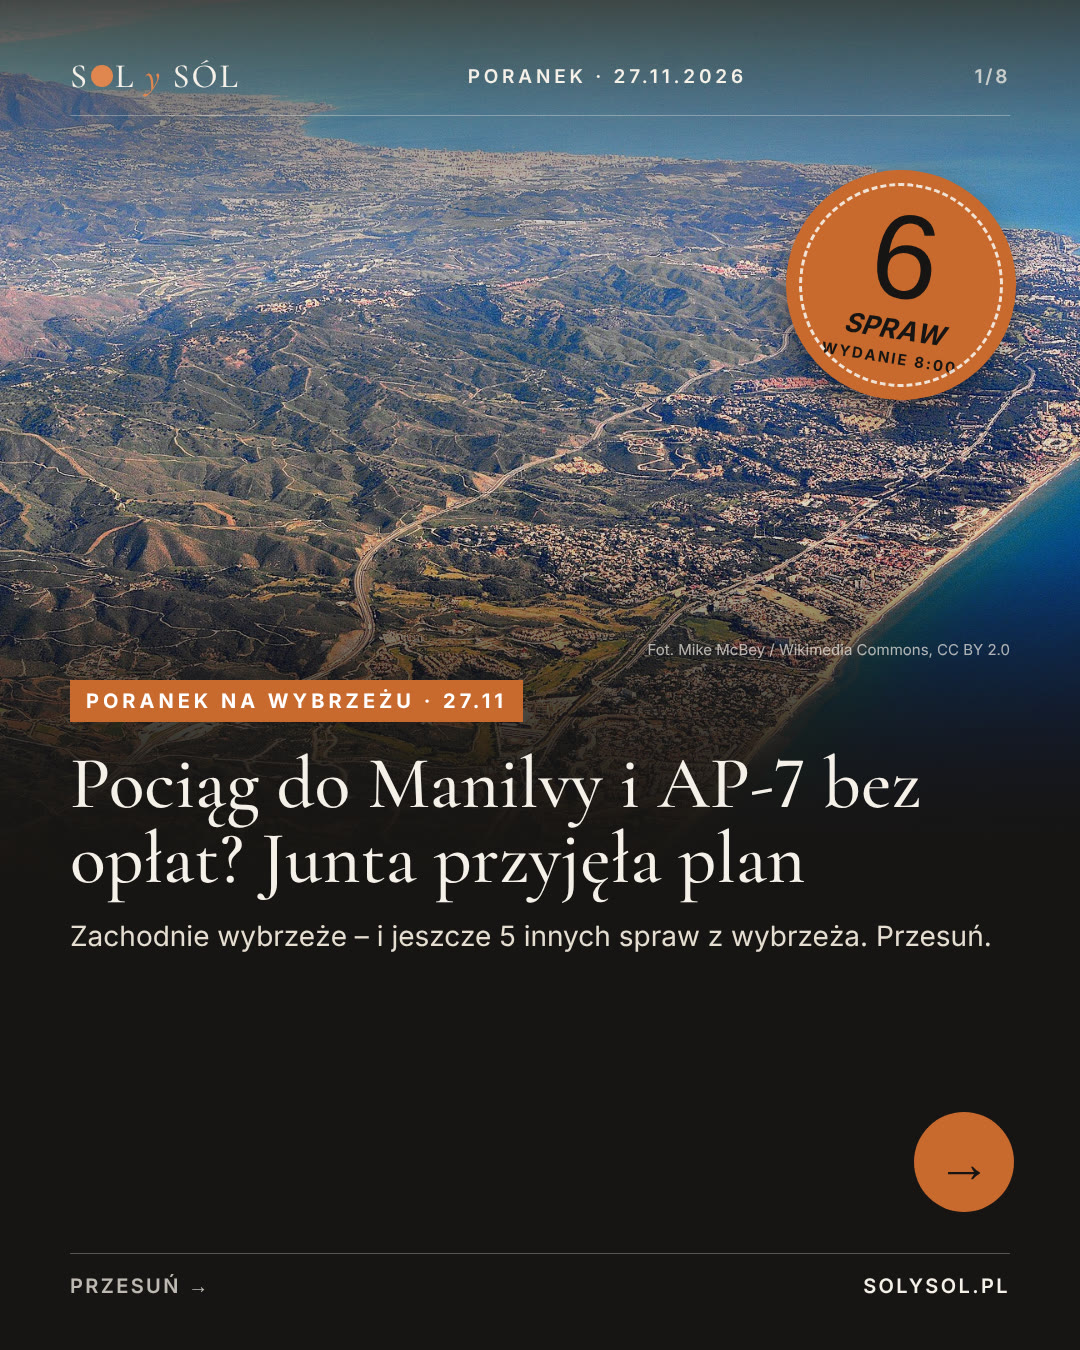 SOL y SÓL
PORANEK · 27.11.2026
1/8
6
SPRAW
WYDANIE 8:00
Fot. Mike McBey / Wikimedia Commons, CC BY 2.0
PORANEK NA WYBRZEŻU · 27.11
Pociąg do Manilvy i AP-7 bez
opłat? Junta przyjęła plan
Zachodnie wybrzeże – i jeszcze 5 innych spraw z wybrzeża. Przesuń.
→
PRZESUŃ →
SOLYSOL.PL